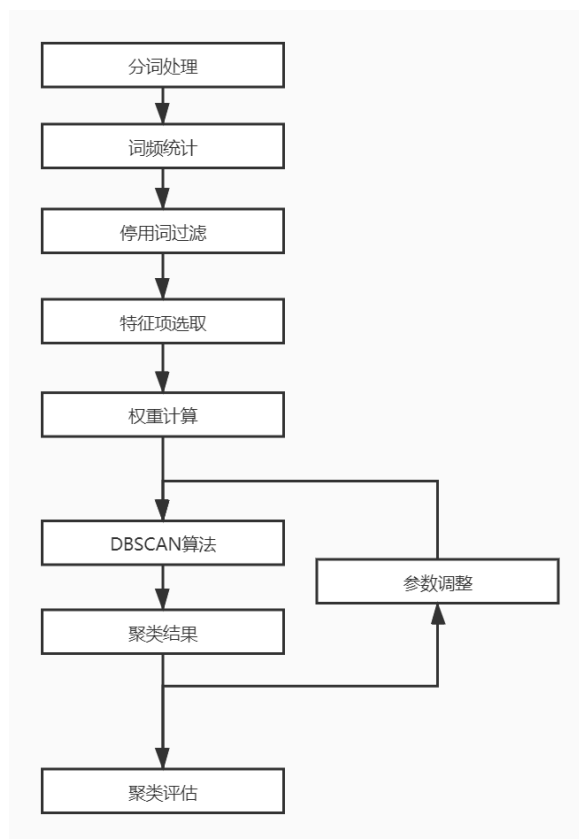 分词处理
词频统计
停用词过滤
特征项选取
权重计算
DBSCAN算法
参数调整
聚类结果
聚类评估